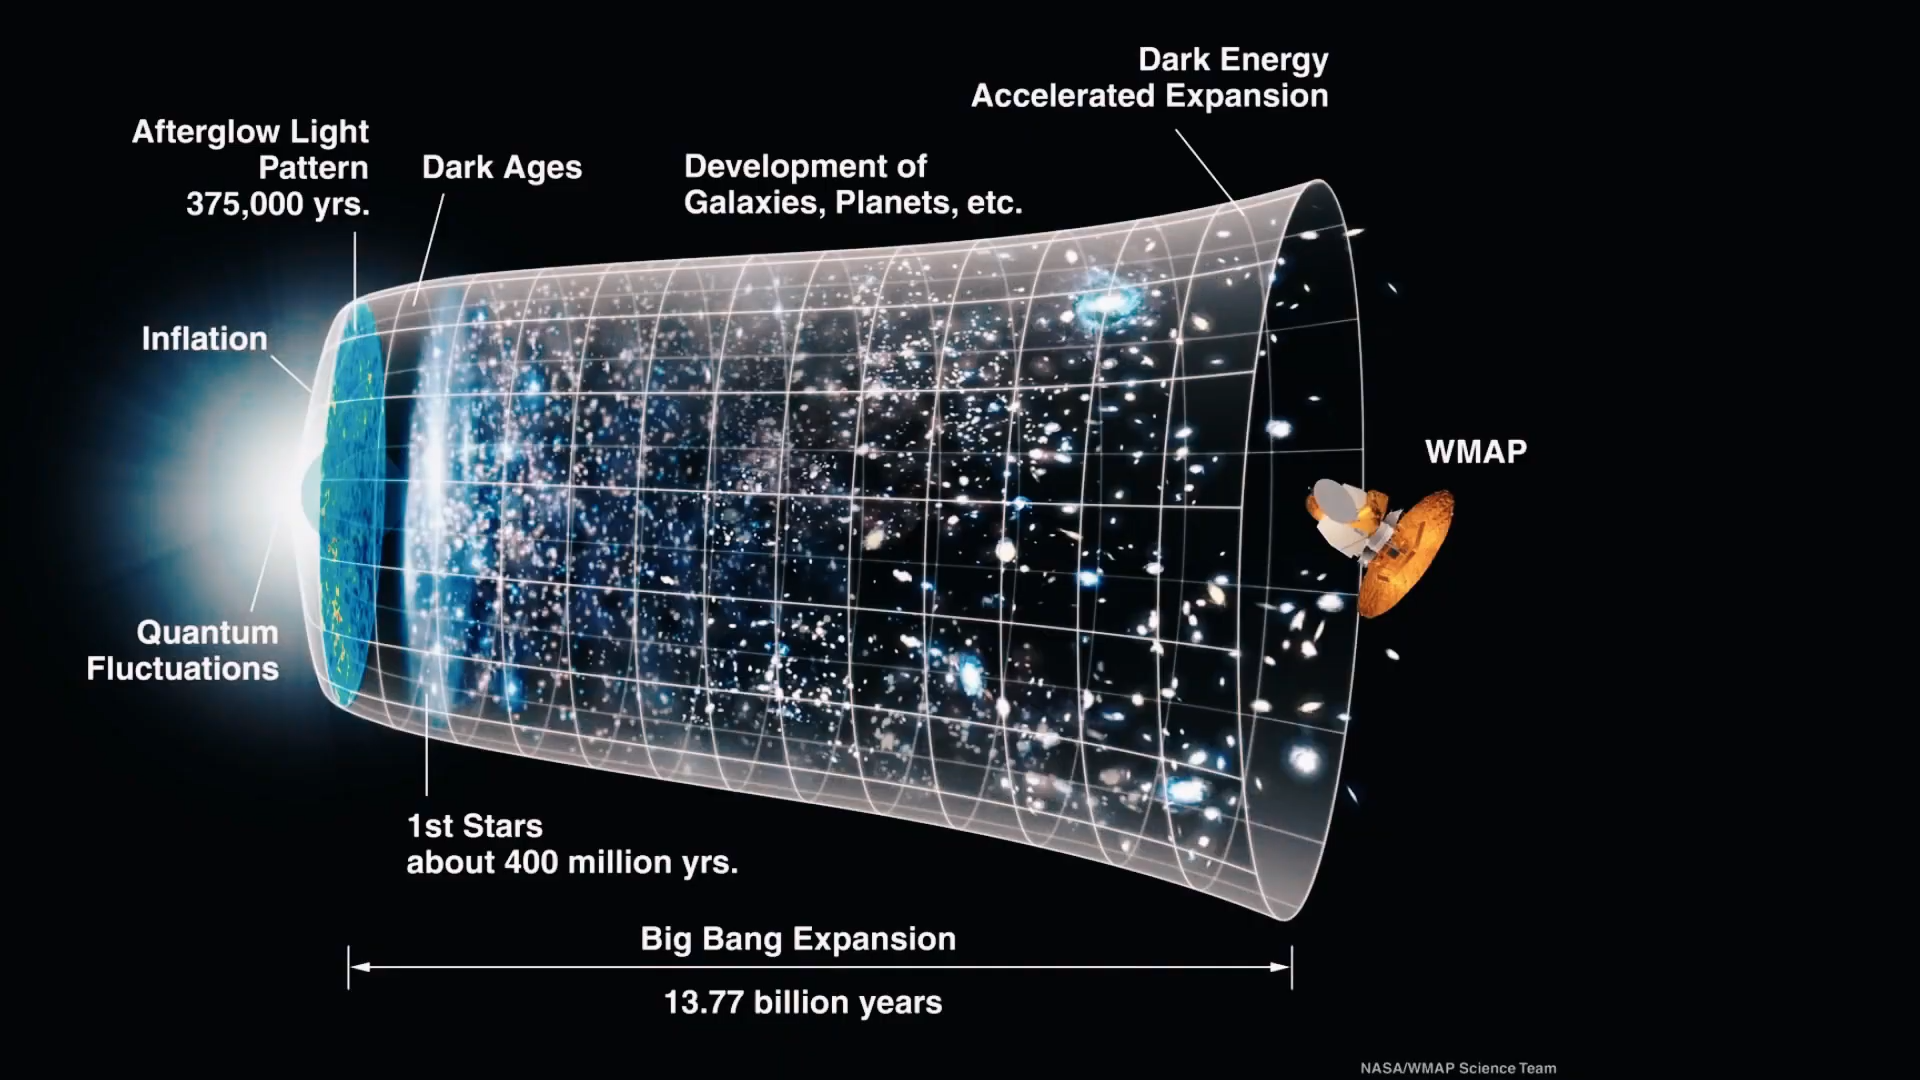 Dark Energy
Accelerated Expansion
Afterglow Light
Pattern
375,000 yrs.
Dark Ages
Development of
Galaxies, Planets, etc.
Inflation
WMAP
Quantum
Fluctuations
1st Stars
about 400 million yrs.
Big Bang Expansion
13.77 billion years
NASA/WMAP Science Team